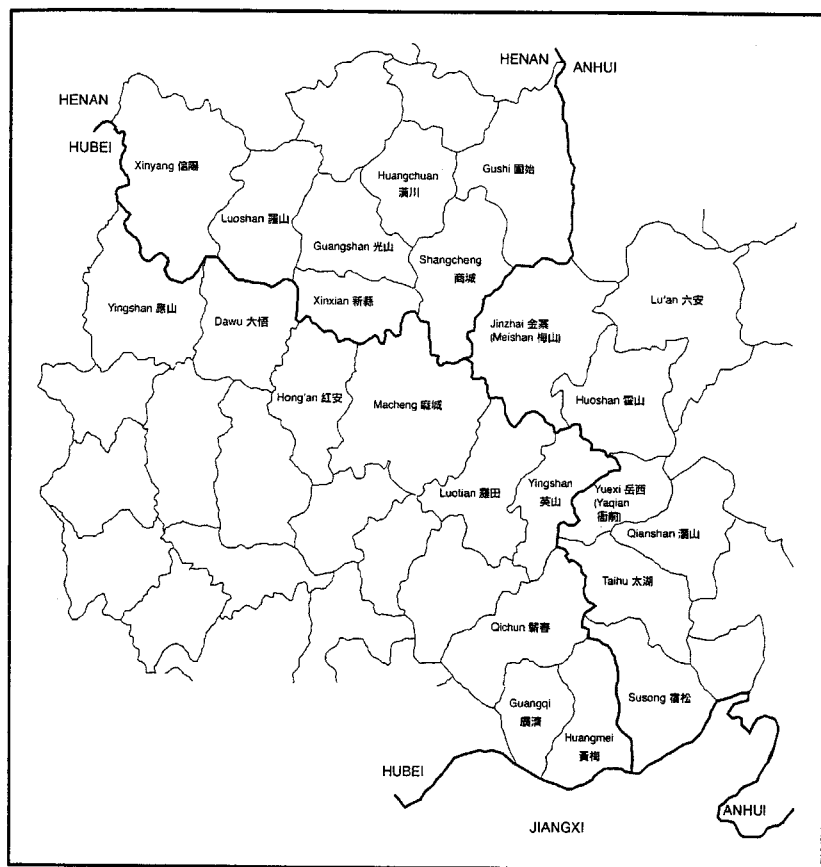 HENAN
ANHUI
HENAN
HUBEI
Xinyang 信陽
Huangchuan
潢川
Gushi 固始
Luoshan 羅山
Guangshan 光山
Shangcheng
商城
Xinxian 新縣
Yingshan 應山
Dawu 大悟
Jinzhai 金寨
(Meishan 梅山)
Lu'an 六安
Hong'an 紅安
Macheng 麻城
Huoshan 霍山
Luotian 羅田
Yingshan
英山
Yuexi 岳西
(Yaqian
衙前)
Qianshan 潛山
Taihu 太湖
Qichun 蘄春
Guangqi
廣濟
Huangmei
黃梅
Susong 宿松
HUBEI
JIANGXI
ANHUI